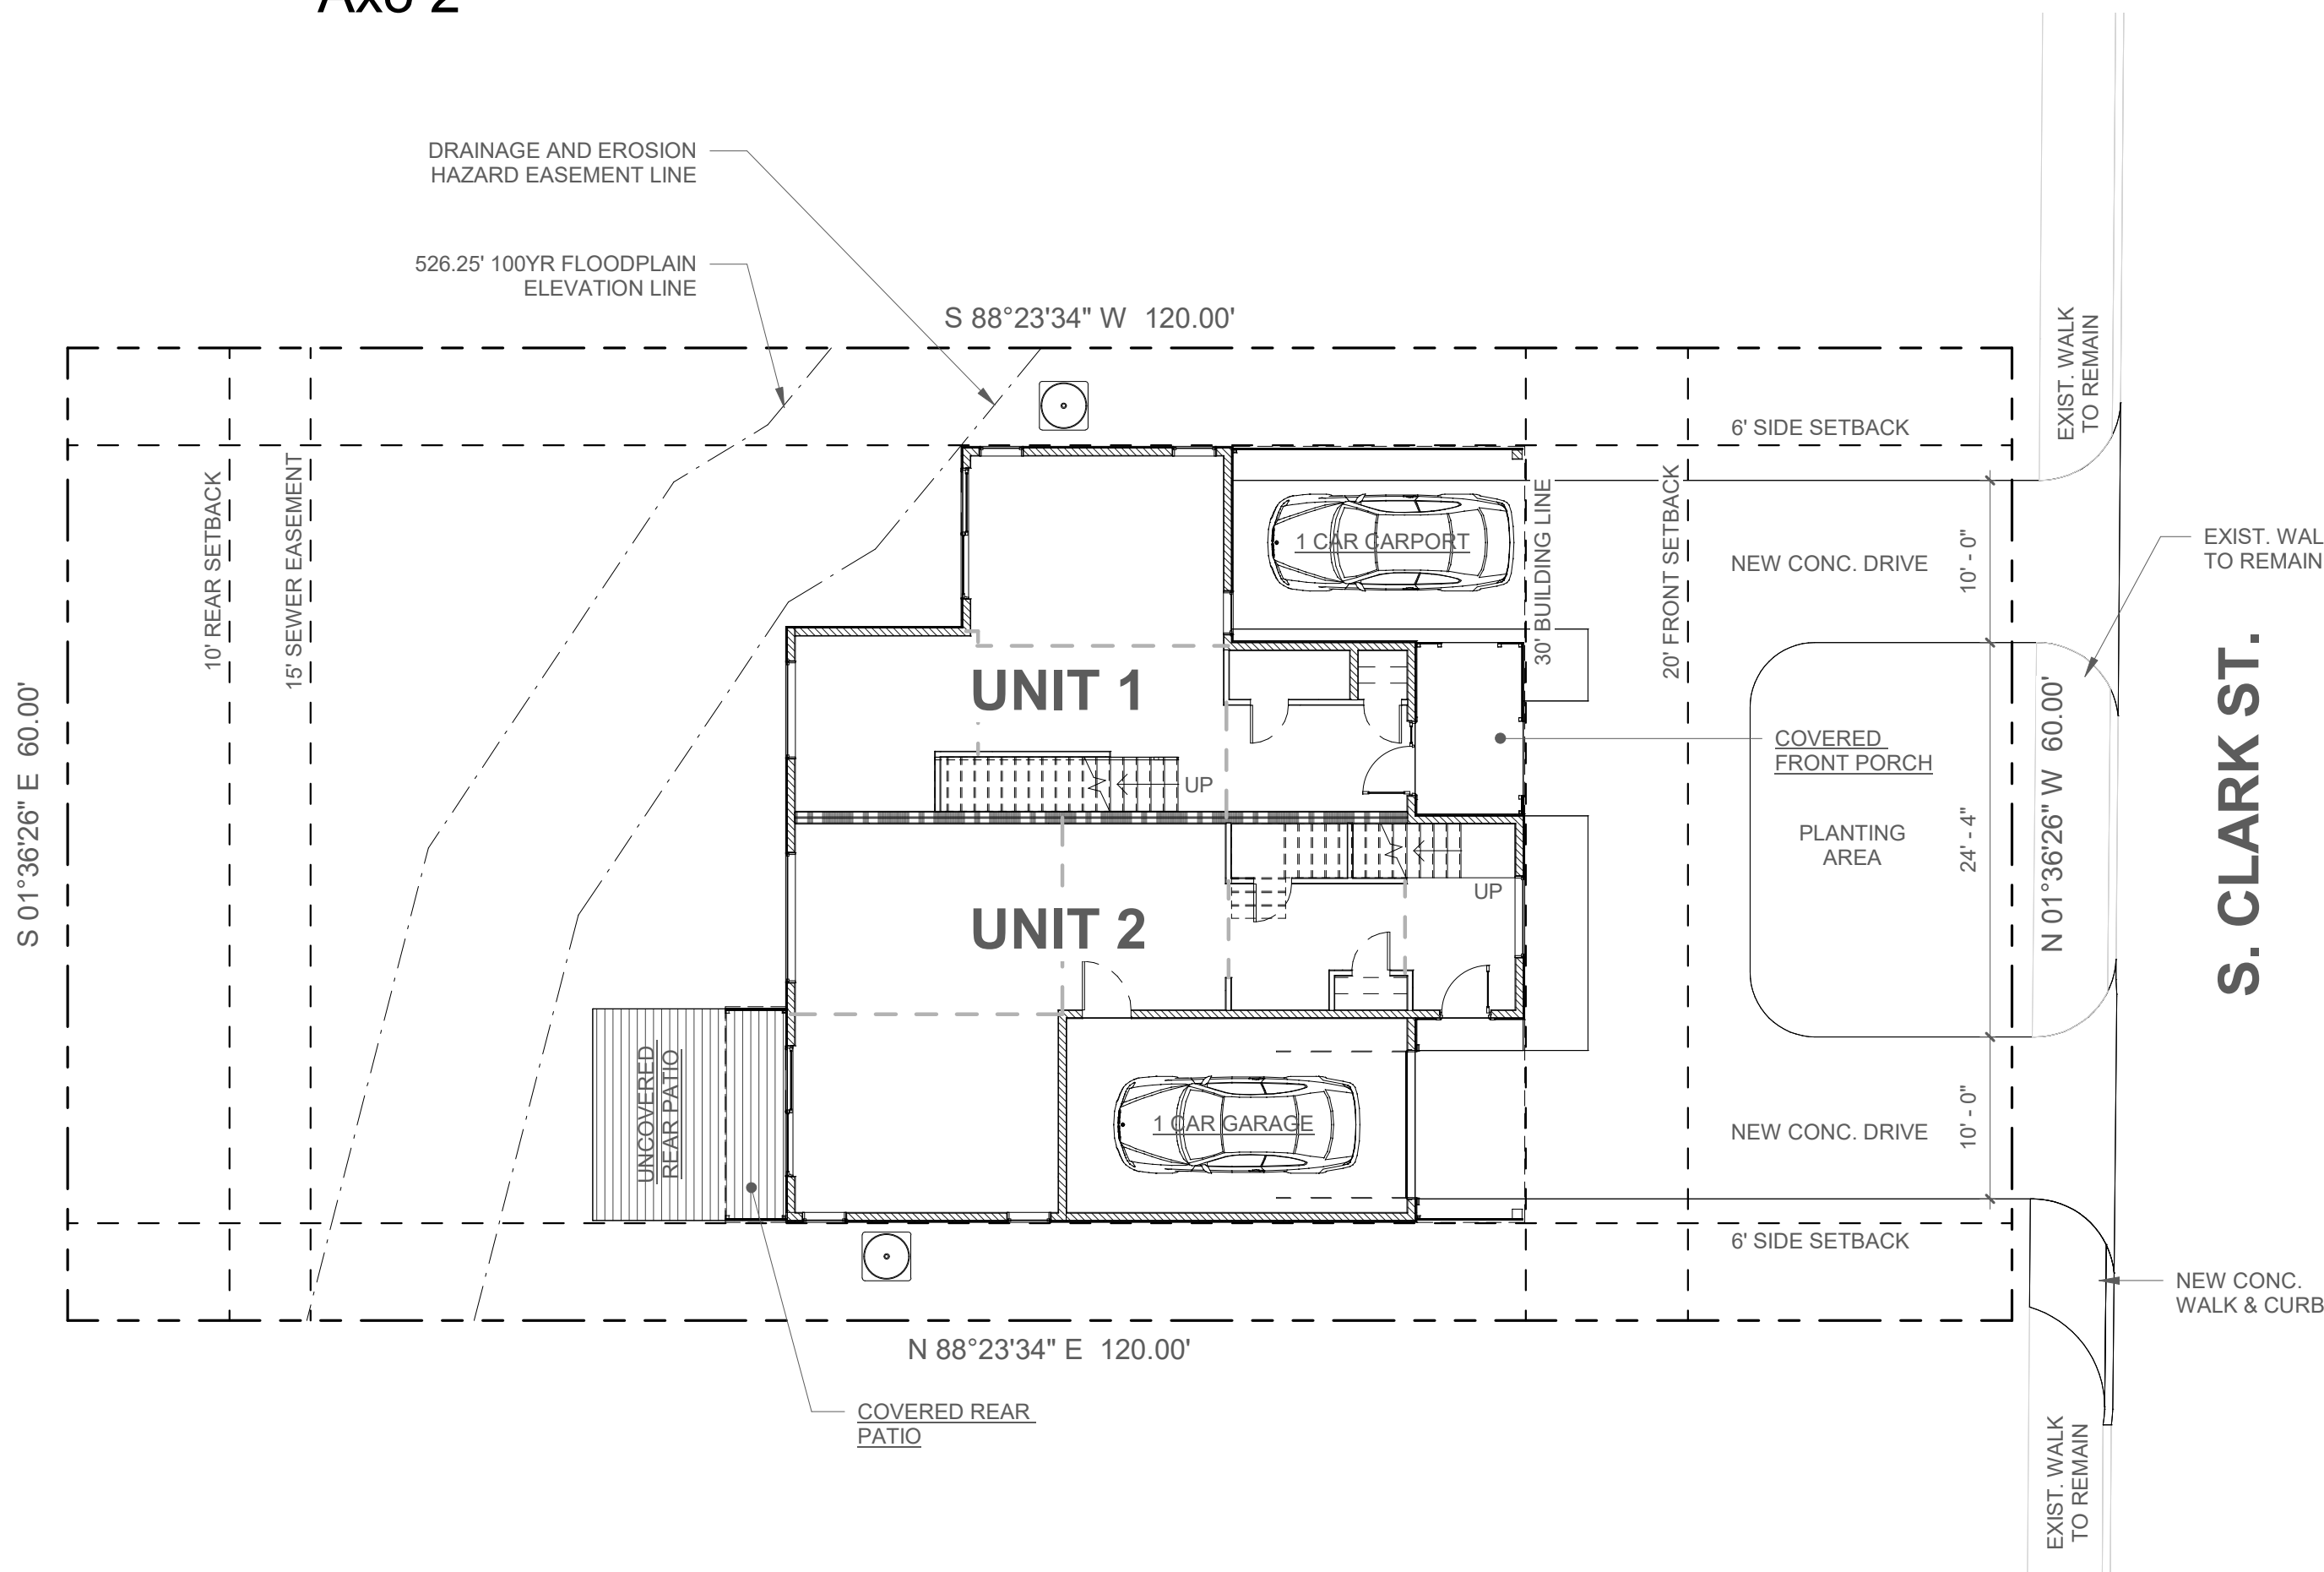 Axo 2
DRAINAGE AND EROSION
HAZARD EASEMENT LINE
526.25' 100YR FLOODPLAIN
ELEVATION LINE
S 88°23'34" W 120.00'
EXIST. WALK
TO REMAIN
6' SIDE SETBACK
10' REAR SETBACK
15' SEWER EASEMENT
30' BUILDING LINE
20' FRONT SETBACK
1 CAR CARPORT
NEW CONC. DRIVE
10' - 0"
EXIST. WAL
TO REMAIN
S 01°36'26" E 60.00'
UNIT 1
UP
COVERED
FRONT PORCH
PLANTING
AREA
24' - 4"
N 01°36'26" W 60.00'
S. CLARK ST.
UNIT 2
UP
UNCOVERED
REAR PATIO
1 CAR GARAGE
NEW CONC. DRIVE
10' - 0"
6' SIDE SETBACK
NEW CONC.
WALK & CURB
N 88°23'34" E 120.00'
COVERED REAR
PATIO
EXIST. WALK
TO REMAIN